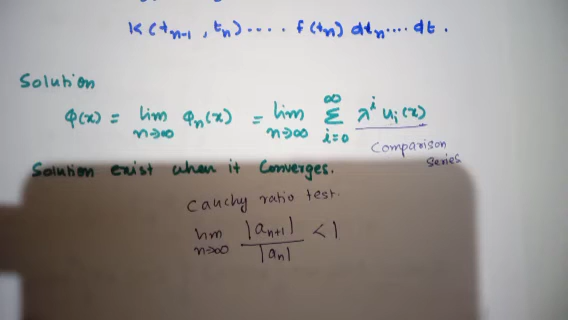 K(tn-1, tn).... f(tn) dtn.... dt.
Solution
φ(x) = lim n→∞ φn(x) = lim n→∞ ∞ Σ i=0 λ^i ui(x)
Comparison
series
Solution exist when it Converges.
Cauchy ratio test.
lim n→∞ |an+1| / |an| < 1